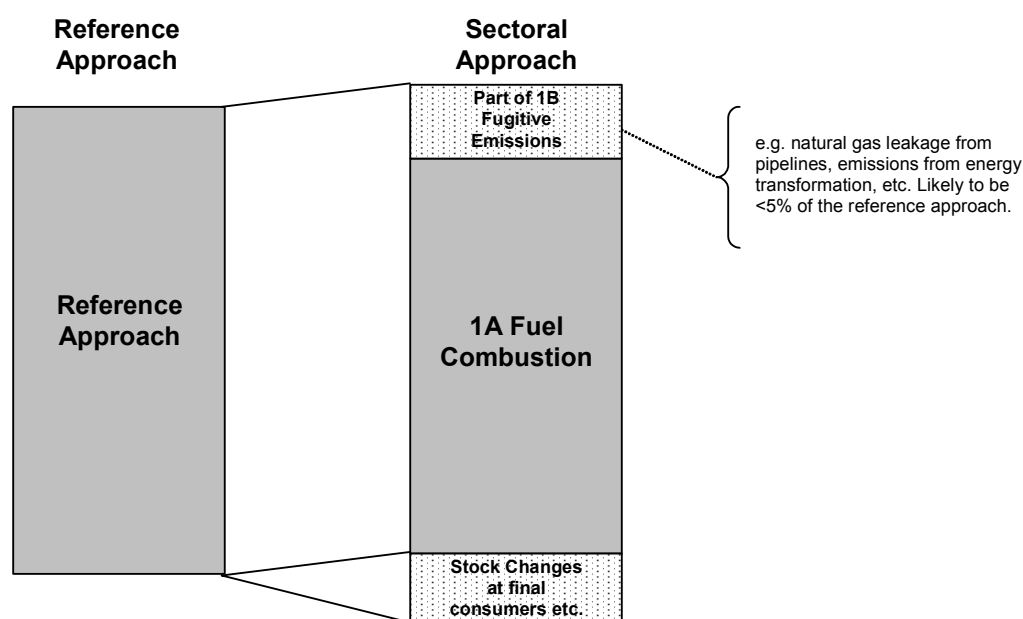 Reference
Approach
Sectoral
Approach
Part of 1B
Fugitive
Emissions
e.g. natural gas leakage from
pipelines, emissions from energy
transformation, etc. Likely to be
<5% of the reference approach.
Reference
Approach
1A Fuel
Combustion
Stock Changes
at final
consumers etc.